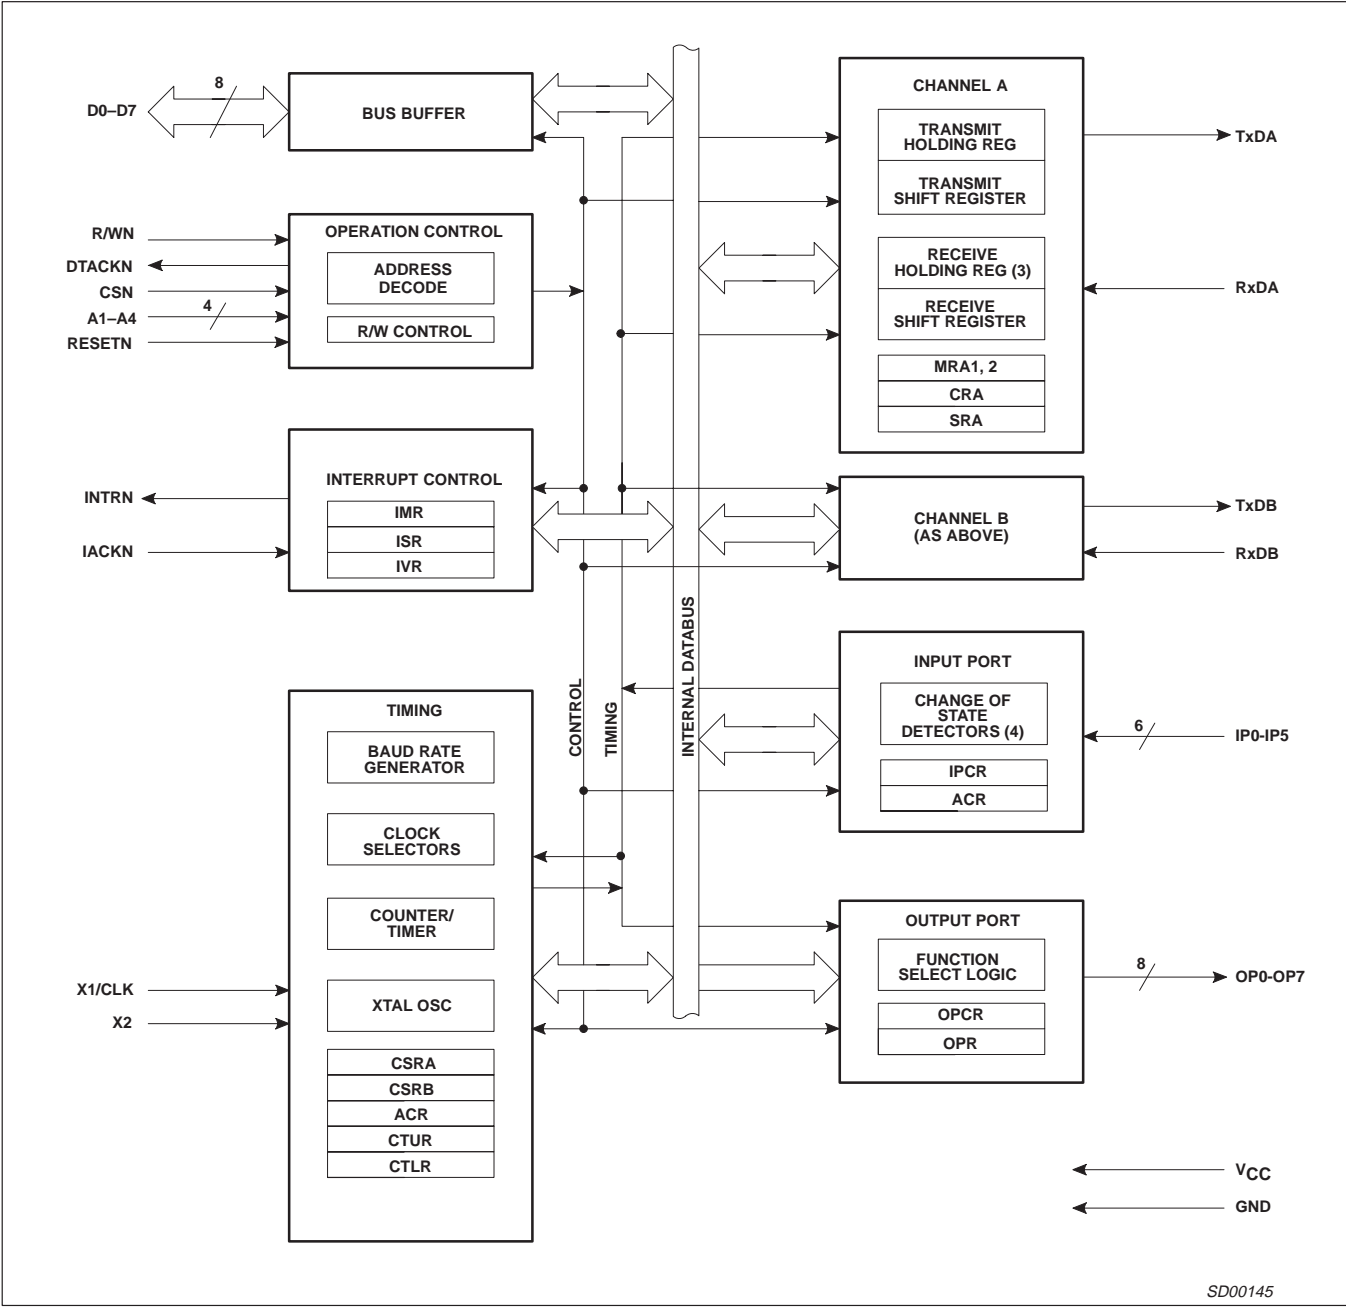 D0–D7
8
BUS BUFFER
R/WN
DTACKN
CSN
A1–A4
4
RESETN
OPERATION CONTROL
ADDRESS
DECODE
R/W CONTROL
INTRN
IACKN
INTERRUPT CONTROL
IMR
ISR
IVR
TIMING
BAUD RATE
GENERATOR
CLOCK
SELECTORS
COUNTER/
TIMER
XTAL OSC
CSRA
CSRB
ACR
CTUR
CTLR
X1/CLK
X2
CONTROL
TIMING
INTERNAL DATABUS
CHANNEL A
TRANSMIT
HOLDING REG
TRANSMIT
SHIFT REGISTER
RECEIVE
HOLDING REG (3)
RECEIVE
SHIFT REGISTER
MRA1, 2
CRA
SRA
TxDA
RxDA
CHANNEL B
(AS ABOVE)
TxDB
RxDB
INPUT PORT
CHANGE OF
STATE
DETECTORS (4)
IPCR
ACR
6
IP0-IP5
OUTPUT PORT
FUNCTION
SELECT LOGIC
OPCR
OPR
8
OP0-OP7
VCC
GND
SD00145